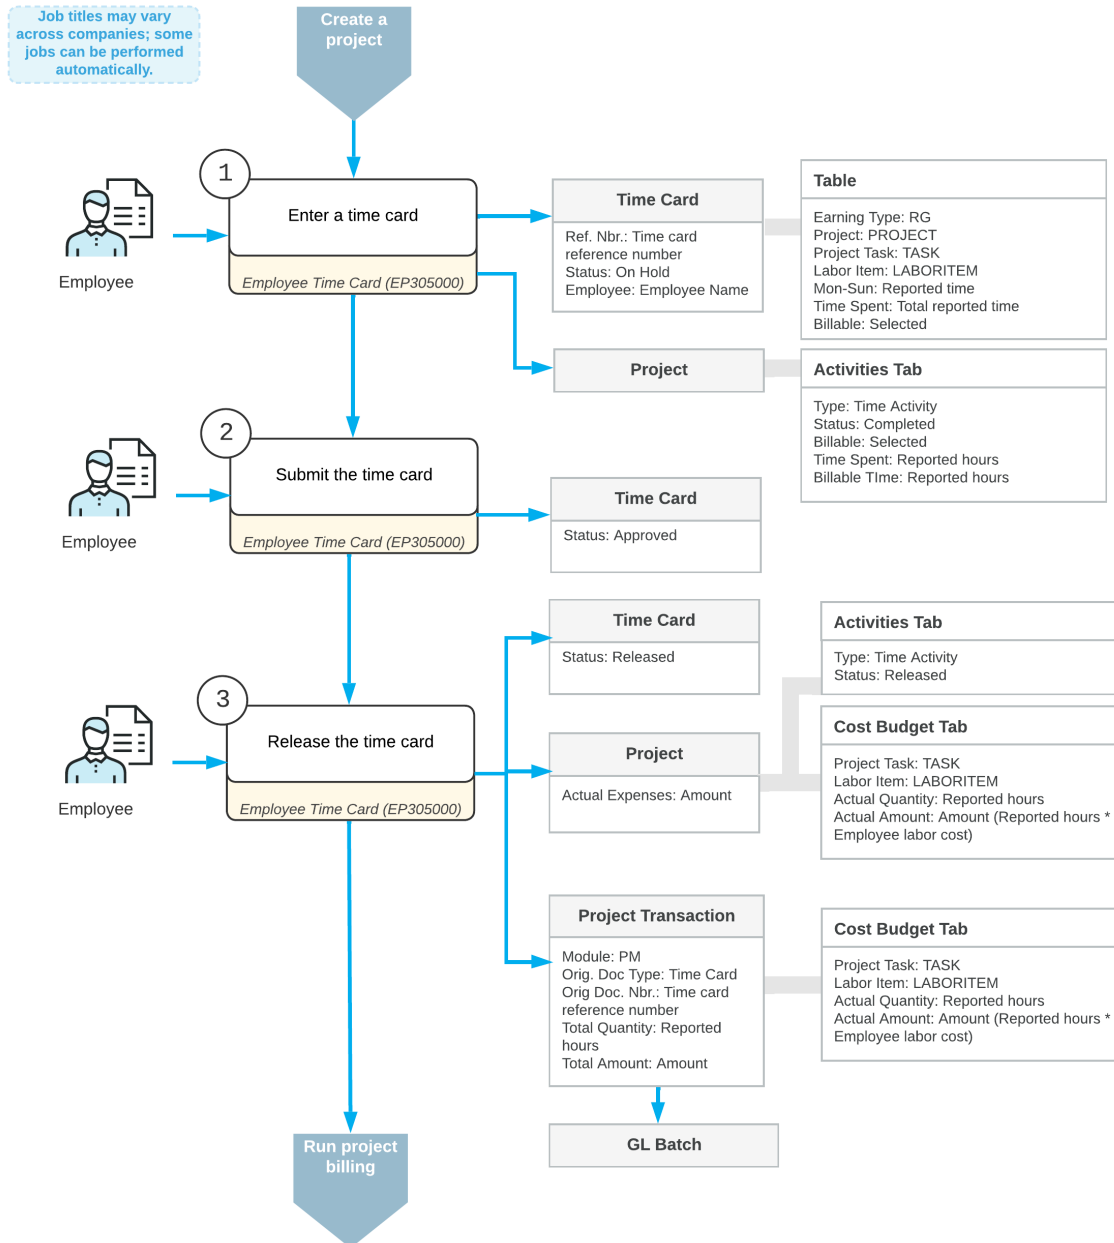 Job titles may vary
across companies; some
jobs can be performed
automatically.
Create a
project
1
Enter a time card
Employee Time Card (EP305000)
Employee
Time Card
Ref. Nbr.: Time card
reference number
Status: On Hold
Employee: Employee Name
Table
Earning Type: RG
Project: PROJECT
Project Task: TASK
Labor Item: LABORITEM
Mon-Sun: Reported time
Time Spent: Total reported time
Billable: Selected
Project
Activities Tab
Type: Time Activity
Status: Completed
Billable: Selected
Time Spent: Reported hours
Billable TIme: Reported hours
2
Submit the time card
Employee Time Card (EP305000)
Employee
Time Card
Status: Approved
3
Release the time card
Employee Time Card (EP305000)
Employee
Time Card
Status: Released
Activities Tab
Type: Time Activity
Status: Released
Project
Actual Expenses: Amount
Cost Budget Tab
Project Task: TASK
Labor Item: LABORITEM
Actual Quantity: Reported hours
Actual Amount: Amount (Reported hours *
Employee labor cost)
Project Transaction
Module: PM
Orig. Doc Type: Time Card
Orig Doc. Nbr.: Time card
reference number
Total Quantity: Reported
hours
Total Amount: Amount
Cost Budget Tab
Project Task: TASK
Labor Item: LABORITEM
Actual Quantity: Reported hours
Actual Amount: Amount (Reported hours *
Employee labor cost)
GL Batch
Run project
billing